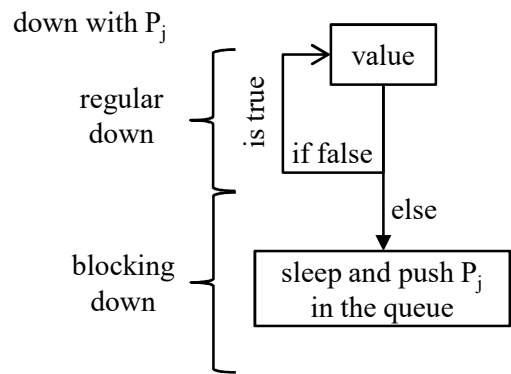 down with Pj
value
regular
down
is true
if false
else
blocking
down
sleep and push Pj
in the queue